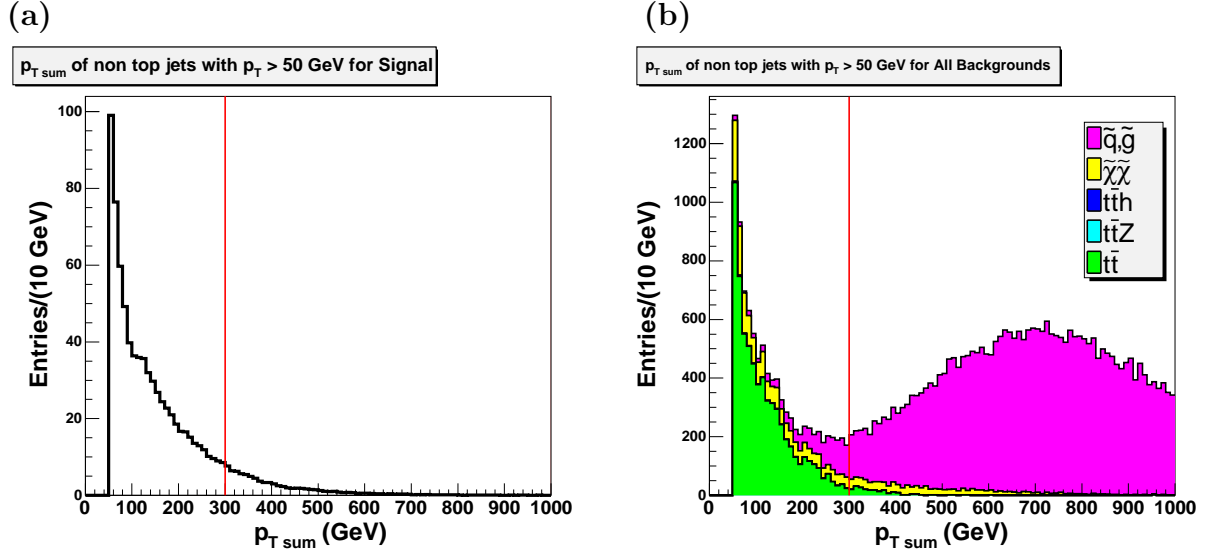 (a)
p_T sum of non top jets with p_T > 50 GeV for Signal
Entries/(10 GeV)
100
80
60
40
20
0
0 100 200 300 400 500 600 700 800 900 1000
p_T sum (GeV)
(b)
p_T sum of non top jets with p_T > 50 GeV for All Backgrounds
Entries/(10 GeV)
1200
1000
800
600
400
200
0
q̃,g̃
χ̃χ̃
tt̄h
tt̄Z
tt̄
0 100 200 300 400 500 600 700 800 900 1000
p_T sum (GeV)